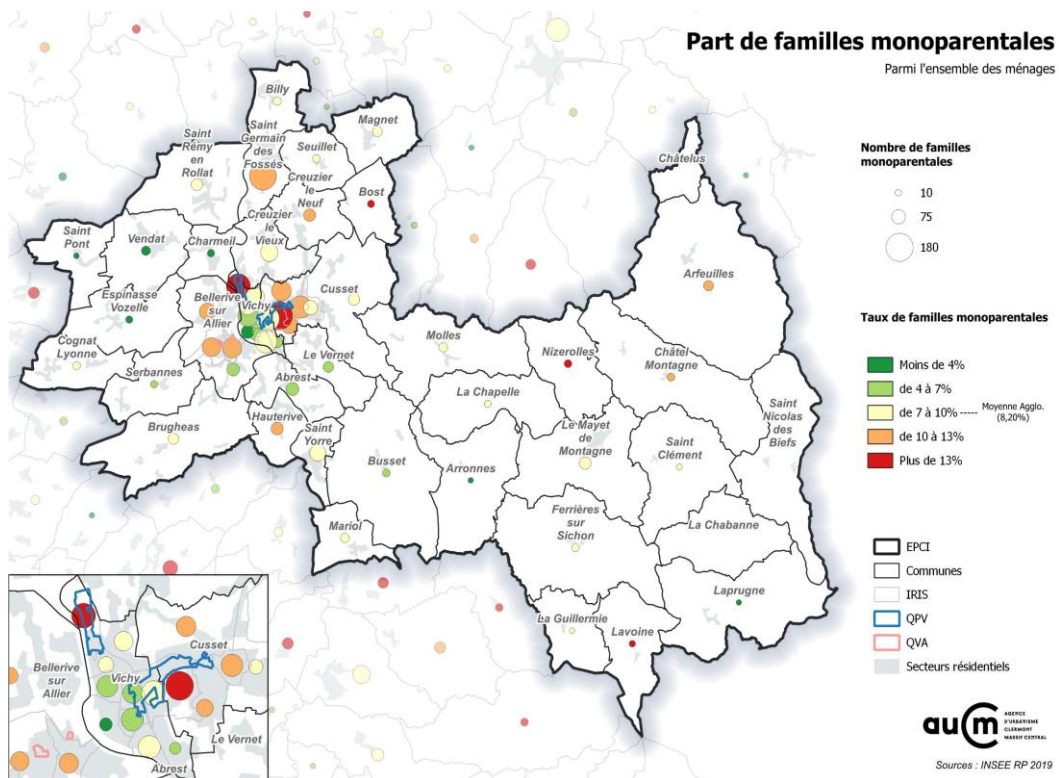 Part de familles monoparentales
Parmi l'ensemble des ménages
Nombre de familles
monoparentales
10
75
180
Taux de familles monoparentales
Moins de 4%
de 4 à 7%
de 7 à 10% ----- Moyenne Agglo.
(8,20%)
de 10 à 13%
Plus de 13%
EPCI
Communes
IRIS
QPV
QVA
Secteurs résidentiels
aucm
AGENCE
D'URBANISME
CLERMONT
MASSIF CENTRAL
Sources : INSEE RP 2019
Billy
Magnet
Saint
Rémy
en
Rollat
Saint
Germain
des
Fossés
Seuillet
Creuzier
le
Neuf
Bost
Châtelus
Saint
Pont
Vendat
Charmeil
Creuzier
le
Vieux
Arfeuilles
Espinasse
Vozelle
Bellerive
sur
Allier
Vichy
Cusset
Cognat
Lyonne
Serbannes
Le Vernet
Abrest
Molles
Nizerolles
Châtel
Montagne
La Chapelle
Saint
Nicolas
des
Biefs
Brugheas
Hauterive
Saint
Yorre
Busset
Arronnes
Le Mayet
de
Montagne
Saint
Clément
Mariol
Ferrières
sur
Sichon
La Chabanne
Laprugne
La Guillermie
Lavoine
Bellerive
sur
Allier
Vichy
Cusset
Le Vernet
Abrest